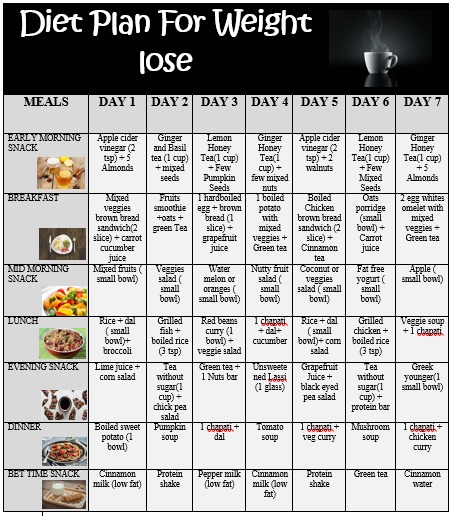 Diet Plan For Weight
lose
MEALS DAY 1 DAY 2 DAY 3 DAY 4 DAY 5 DAY 6 DAY 7
EARLY MORNING
SNACK
Apple cider
vinegar (2
tsp) + 5
Almonds
Ginger
and Basil
tea (1 cup)
+ mixed
seeds
Lemon
Honey
Tea(1 cup)
+ Few
Pumpkin
Seeds
Ginger
Honey
Tea(1
cup) +
few mixed
nuts
Apple cider
vinegar (2
tsp) + 2
walnuts
Lemon
Honey
Tea(1 cup)
+ Few
Mixed
Seeds
Ginger
Honey
Tea(1
cup) + 5
Almonds
BREAKFAST
Mixed
veggies
brown bread
sandwich(2
slice) + carrot
cucumber
juice
Fruits
smoothie
+oats +
green Tea
1 hardboiled
egg + brown
bread (1
slice) +
grapefruit
juice
1 boiled
potato
with
mixed
veggies +
Green tea
Boiled
Chicken
brown bread
sandwich (2
slice) +
Cinnamon
tea
Oats
porridge
(small
bowl) +
Carrot
juice
2 egg whites
omelet with
mixed
veggies +
Green tea
MID MORNING
SNACK
Mixed fruits (
small bowl)
Veggies
salad (
small
bowl)
Water
melon or
oranges (
small bowl)
Nutty fruit
salad (
small
bowl)
Coconut or
veggies
salad ( small
bowl)
Fat free
yogurt (
small
bowl)
Apple (
small bowl)
LUNCH
Rice + dal
( small
bowl)+
broccoli
Grilled
fish +
boiled rice
(3 tsp)
Red beans
curry (1
bowl) +
veggie salad
1 chapati
+ dal+
cucumber
Rice + dal (
small
bowl)+ corn
salad
Grilled
chicken +
boiled rice
(3 tsp)
Veggie soup
+ 1 chapati
EVENING SNACK
Lime juice +
corn salad
Tea
without
sugar(1
cup) +
chick pea
salad
Green tea +
1 Nuts bar
Unsweete
ned Lassi
(1 glass)
Grapefruit
Juice +
black eyed
pea salad
Tea
without
sugar(1
cup) +
protein bar
Greek
younger(1
small bowl)
DINNER
Boiled sweet
potato (1
bowl)
Pumpkin
soup
1 chapati +
dal
Tomato
soup
1 chapati +
veg curry
Mushroom
soup
1 chapati +
chicken
curry
BET TIME SNACK
Cinnamon
milk (low fat)
Protein
shake
Pepper milk
(low fat)
Cinnamon
milk (low
fat)
Protein
shake
Green tea
Cinnamon
water